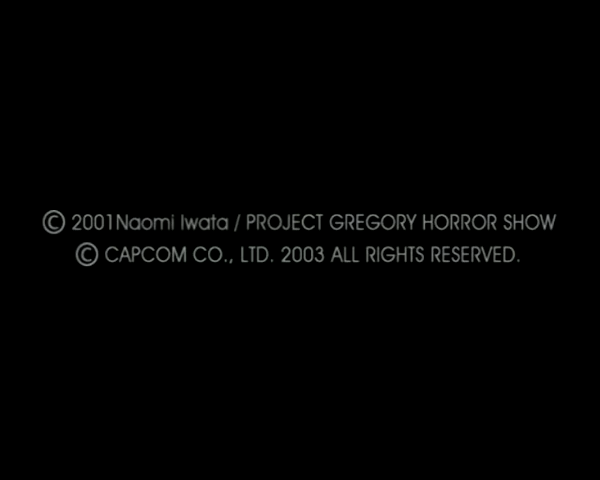 © 2001Naomi Iwata / PROJECT GREGORY HORROR SHOW
© CAPCOM CO., LTD. 2003 ALL RIGHTS RESERVED.